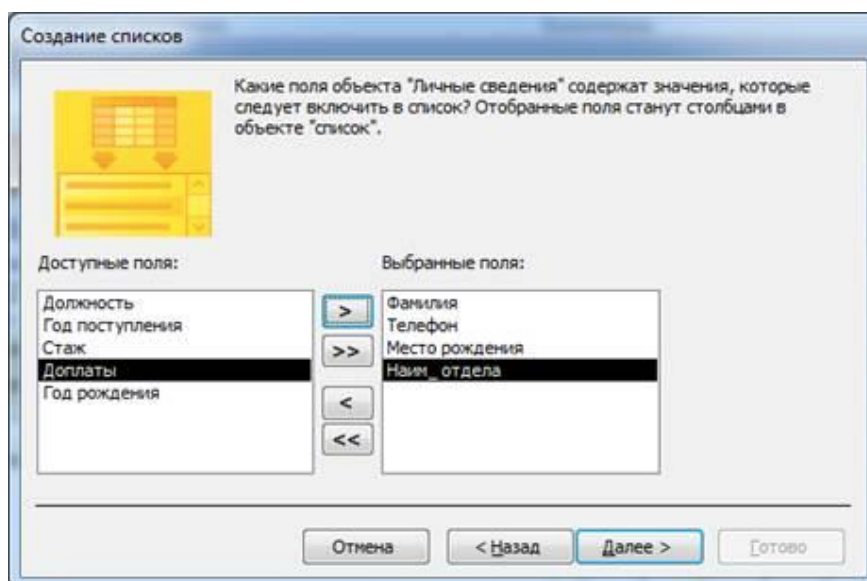 Создание списков
Какие поля объекта "Личные сведения" содержат значения, которые
следует включить в список? Отобранные поля станут столбцами в
объекте "список".
Доступные поля:
Выбранные поля:
Должность
Год поступления
Стаж
Доплаты
Год рождения
>
>>
<
<<
Фамилия
Телефон
Место рождения
Наим_ отдела
Отмена
< Назад
Далее >
Готово